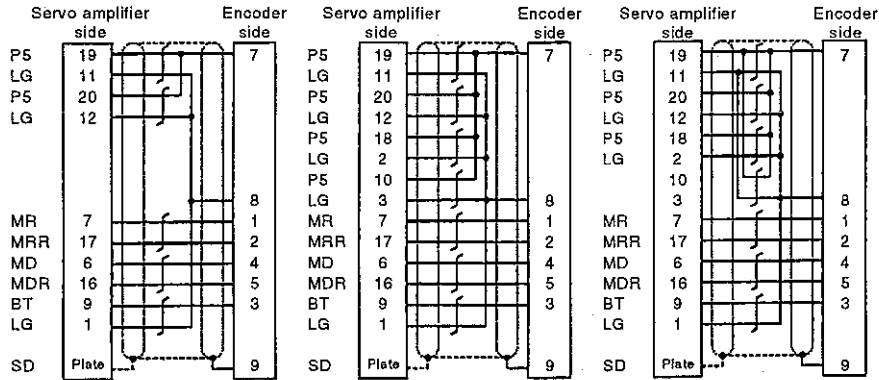 Servo amplifier side Encoder side
P5 19 7
LG 11
P5 20
LG 12
8
MR 7 1
MRR 17 2
MD 6 4
MDR 16 5
BT 9 3
LG 1
SD Plate 9
Servo amplifier side Encoder side
P5 19 7
LG 11
P5 20
LG 12
P5 18
LG 2
P5 10
LG 3 8
MR 7 1
MRR 17 2
MD 6 4
MDR 16 5
BT 9 3
LG 1
SD Plate 9
Servo amplifier side Encoder side
P5 19 7
LG 11
P5 20
LG 12
P5 18
LG 2
10
3 8
MR 7 1
MRR 17 2
MD 6 4
MDR 16 5
BT 9 3
LG 1
SD Plate 9